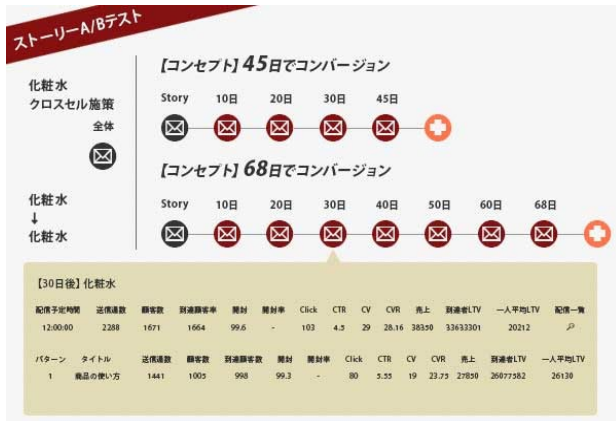 ストーリーA/Bテスト
化粧水
クロスセル施策
全体
化粧水
↓
化粧水
【コンセプト】45日でコンバージョン
Story 10日 20日 30日 45日
【コンセプト】68日でコンバージョン
Story 10日 20日 30日 40日 50日 60日 68日
【30日後】化粧水
配信予定時間 送信通数 顧客数 到達顧客率 開封 開封率 Click CTR CV CVR 売上 到達者LTV 一人平均LTV 配信一覧
12:00:00 2288 1671 1664 99.6 - 103 4.5 29 28.16 38350 33633301 20212
パターン タイトル 送信通数 顧客数 到達顧客数 開封 開封率 Click CTR CV CVR 売上 到達者LTV 一人平均LTV
1 商品の使い方 1441 1005 998 99.3 - 80 5.55 19 23.75 27850 26077582 26130